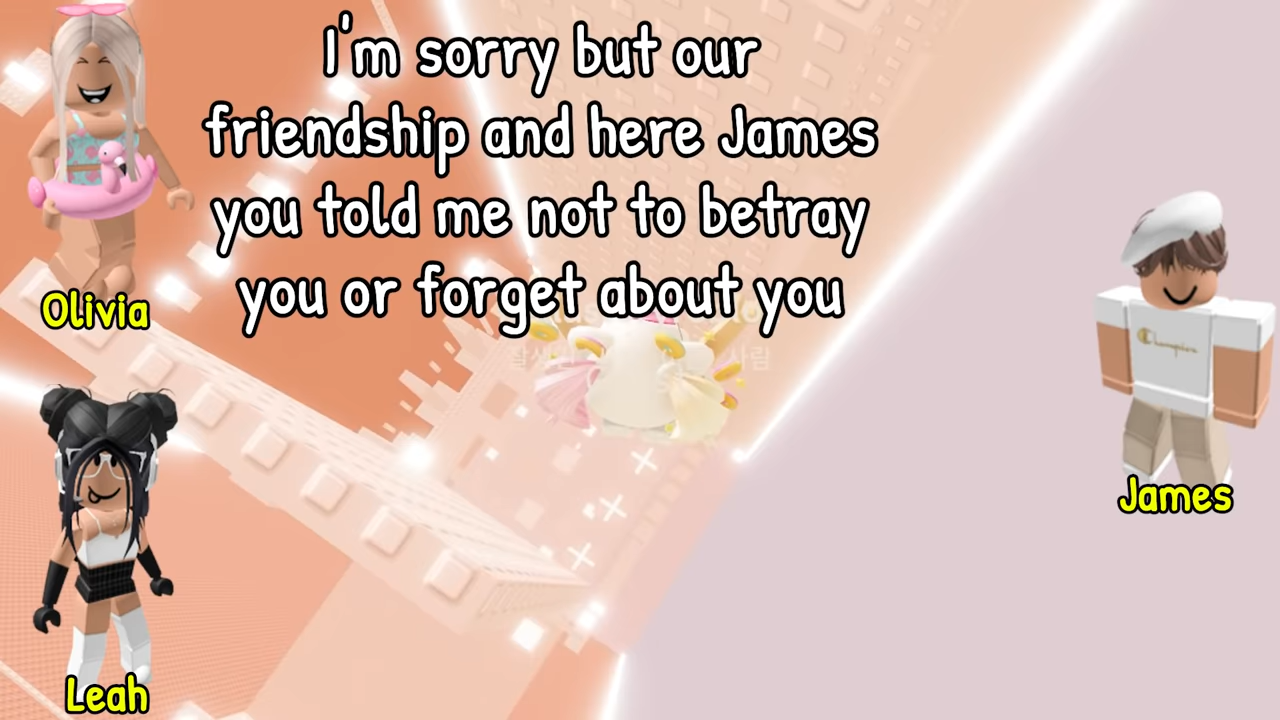 I'm sorry but our
friendship and here James
you told me not to betray
you or forget about you
Olivia
Champion
James
Leah